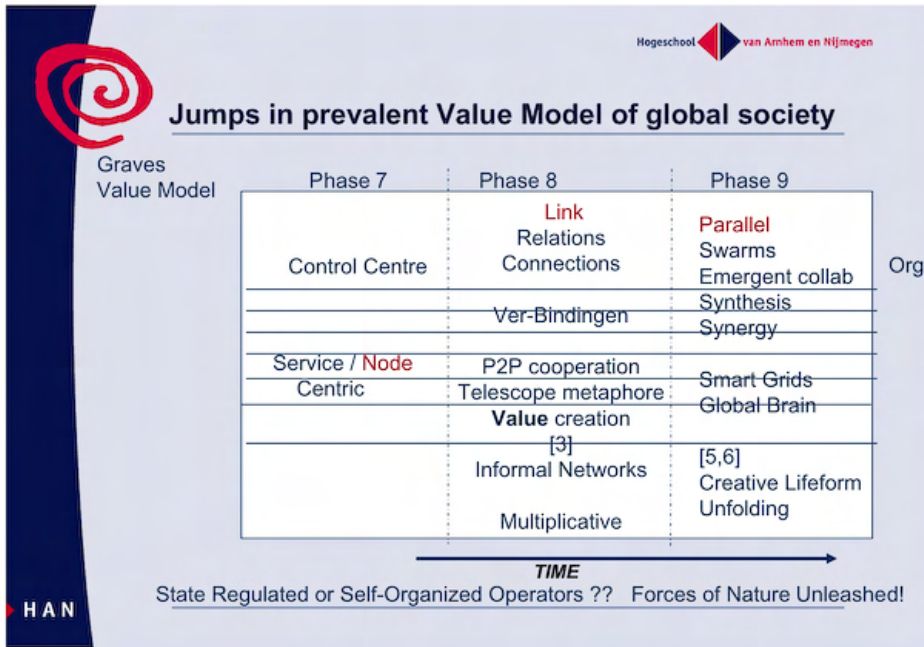 Hogeschool van Arnhem en Nijmegen
Jumps in prevalent Value Model of global society
Graves
Value Model
Phase 7
Phase 8
Phase 9
Control Centre
Service / Node
Centric
Link
Relations
Connections
Ver-Bindingen
P2P cooperation
Telescope metaphore
Value creation
[3]
Informal Networks
Multiplicative
Parallel
Swarms
Emergent collab
Synthesis
Synergy
Smart Grids
Global Brain
[5,6]
Creative Lifeform
Unfolding
Org
TIME
State Regulated or Self-Organized Operators ?? Forces of Nature Unleashed!
HAN